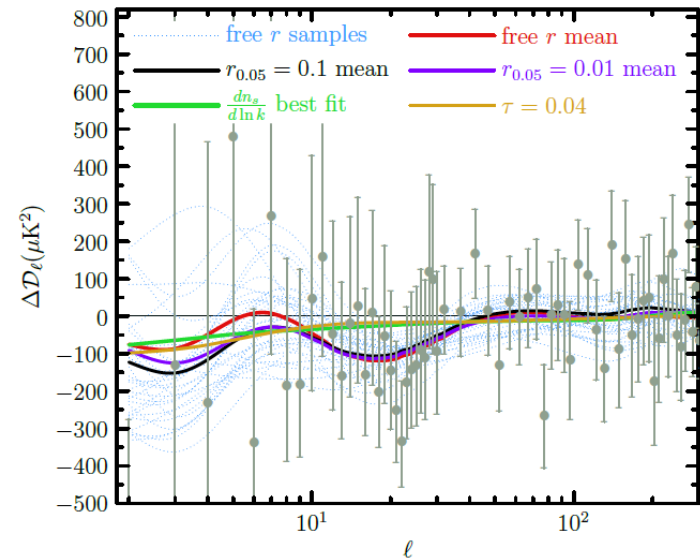 800
700
600
500
400
300
200
100
0
−100
−200
−300
−400
−500
ΔD_ℓ(μK²)
free r samples
free r mean
r₀.₀₅ = 0.1 mean
r₀.₀₅ = 0.01 mean
dnₛ/d ln k best fit
τ = 0.04
10¹
10²
ℓ